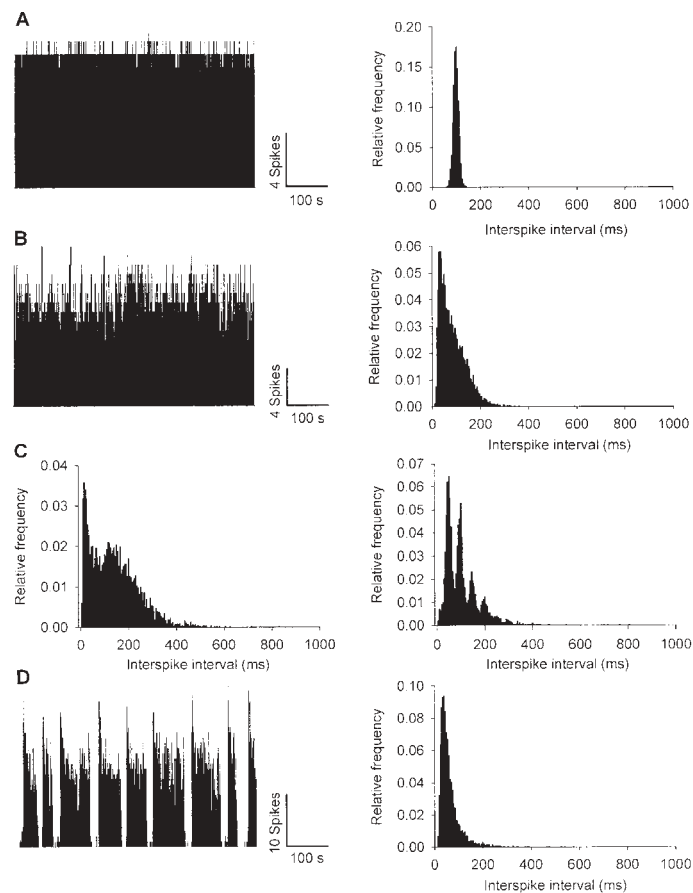 A
4 Spikes
100 s
Relative frequency
0.20
0.15
0.10
0.05
0.00
0 200 400 600 800 1000
Interspike interval (ms)
B
4 Spikes
100 s
Relative frequency
0.06
0.05
0.04
0.03
0.02
0.01
0.00
0 200 400 600 800 1000
Interspike interval (ms)
C
Relative frequency
0.04
0.03
0.02
0.01
0.00
0 200 400 600 800 1000
Interspike interval (ms)
Relative frequency
0.07
0.06
0.05
0.04
0.03
0.02
0.01
0.00
0 200 400 600 800 1000
Interspike interval (ms)
D
10 Spikes
100 s
Relative frequency
0.10
0.08
0.06
0.04
0.02
0.00
0 200 400 600 800 1000
Interspike interval (ms)